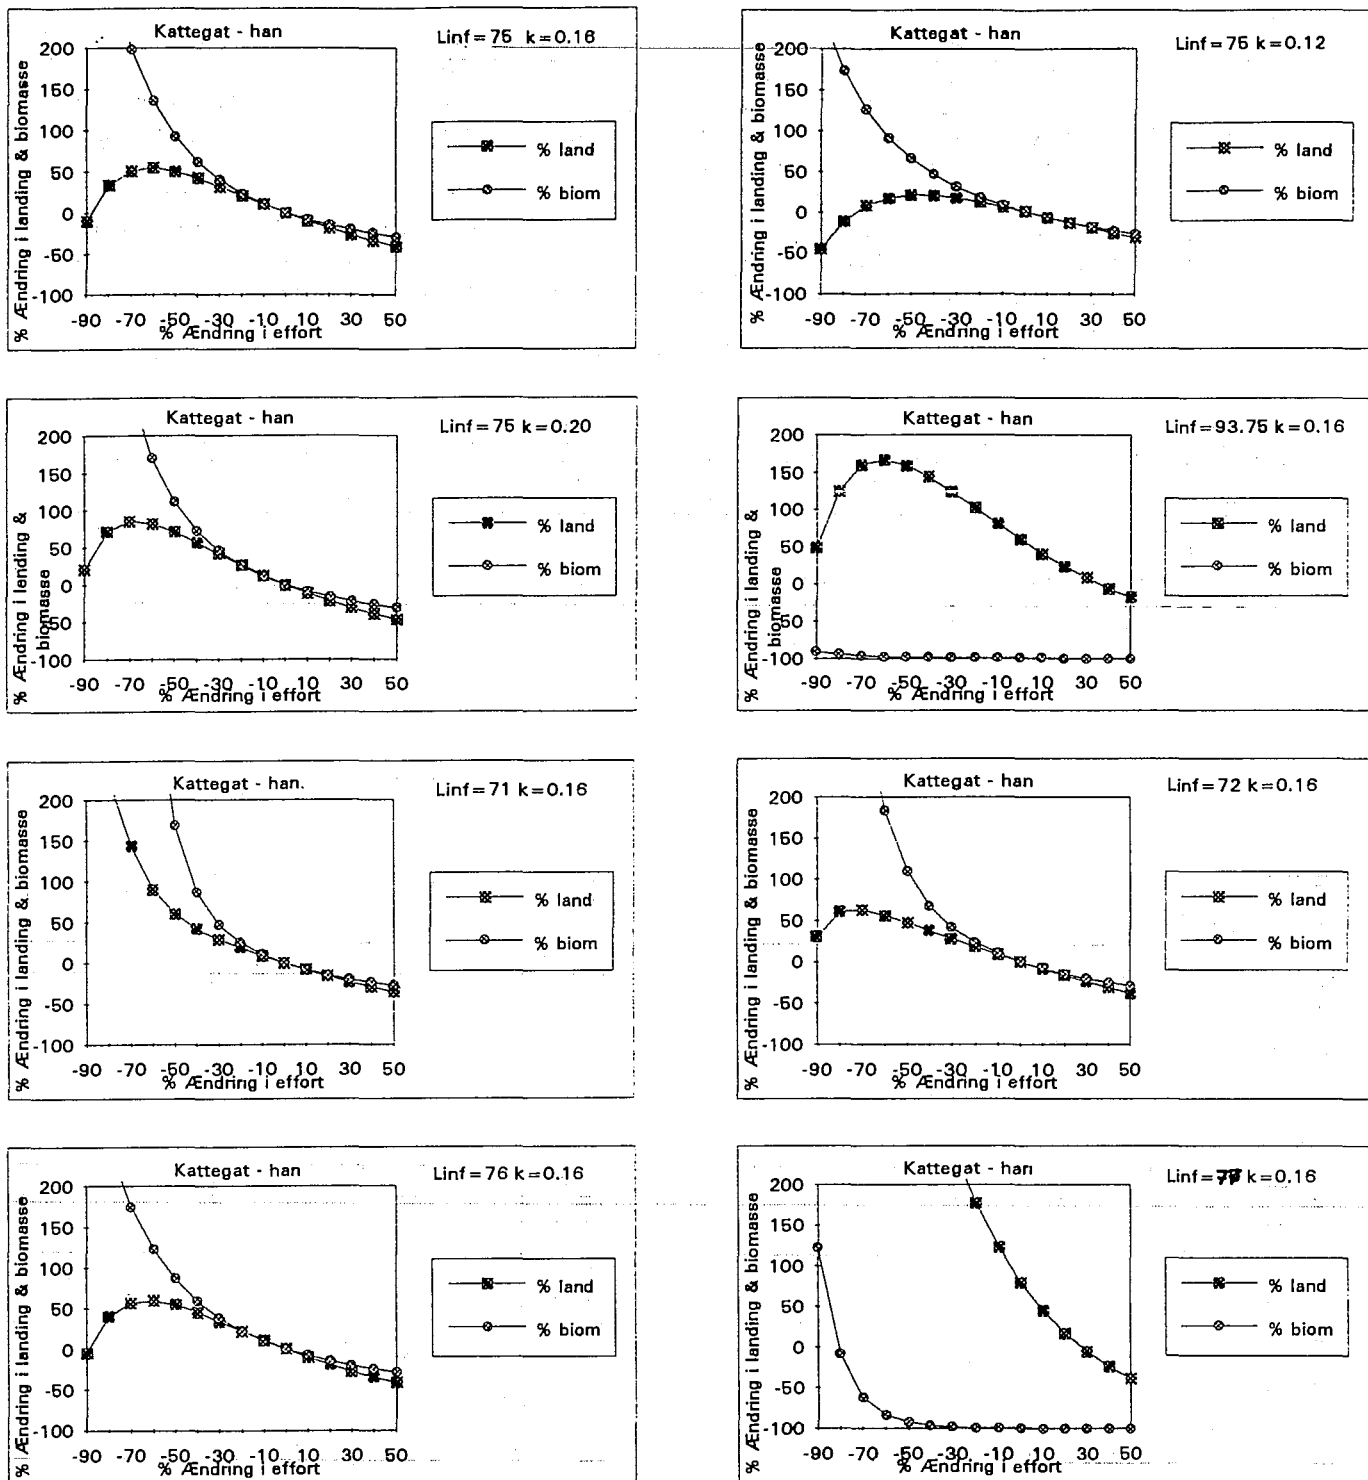 Kattegat - han
Linf=75 k=0.16
% Ændring i landing & biomasse
200
150
100
50
0
-50
-100
-90 -70 -50 -30 -10 10 30 50
% Ændring i effort
% land
% biom
Kattegat - han
Linf=75 k=0.12
% Ændring i landing & biomasse
200
150
100
50
0
-50
-100
-90 -70 -50 -30 -10 10 30 50
% Ændring i effort
% land
% biom
Kattegat - han
Linf=75 k=0.20
% Ændring i landing &
biomasse
200
150
100
50
0
-50
-100
-90 -70 -50 -30 -10 10 30 50
% Ændring i effort
% land
% biom
Kattegat - han
Linf=93.75 k=0.16
% Ændring i landing &
biomasse
200
150
100
50
0
-50
-100
-90 -70 -50 -30 -10 10 30 50
% Ændring i effort
% land
% biom
Kattegat - han.
Linf=71 k=0.16
% Ændring i landing & biomasse
200
150
100
50
0
-50
-100
-90 -70 -50 -30 -10 10 30 50
% Ændring i effort
% land
% biom
Kattegat - han
Linf=72 k=0.16
% Ændring i landing & biomasse
200
150
100
50
0
-50
-100
-90 -70 -50 -30 -10 10 30 50
% Ændring i effort
% land
% biom
Kattegat - han
Linf=76 k=0.16
% Ændring i landing & biomasse
200
150
100
50
0
-50
-100
-90 -70 -50 -30 -10 10 30 50
% Ændring i effort
% land
% biom
Kattegat - han
Linf= k=0.16
% Ændring i landing & biomasse
200
150
100
50
0
-50
-100
-90 -70 -50 -30 -10 10 30 50
% Ændring i effort
% land
% biom